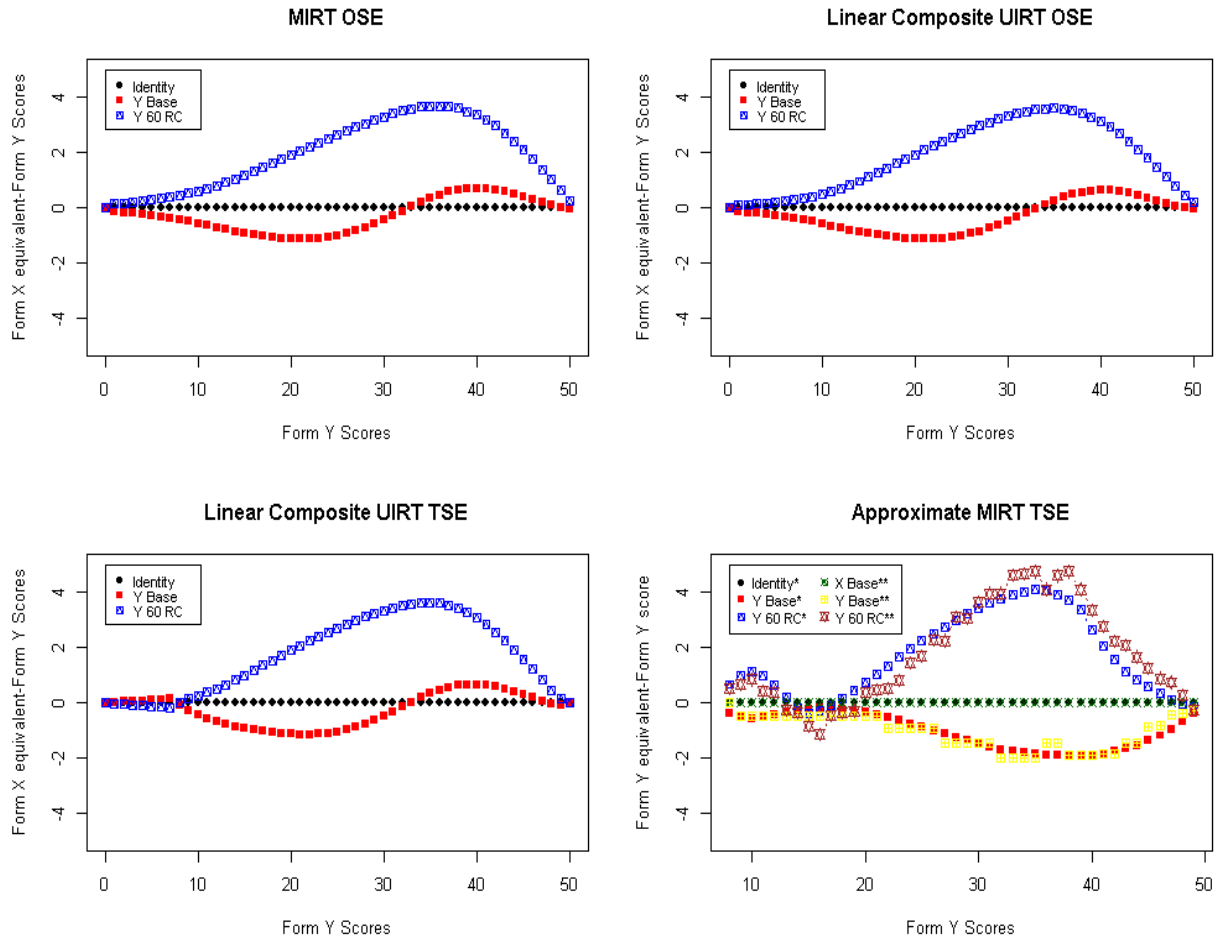 MIRT OSE
Form X equivalent-Form Y Scores
Identity
Y Base
Y 60 RC
4
2
0
-2
-4
0 10 20 30 40 50
Form Y Scores
Linear Composite UIRT OSE
Form X equivalent-Form Y Scores
Identity
Y Base
Y 60 RC
4
2
0
-2
-4
0 10 20 30 40 50
Form Y Scores
Linear Composite UIRT TSE
Form X equivalent-Form Y Scores
Identity
Y Base
Y 60 RC
4
2
0
-2
-4
0 10 20 30 40 50
Form Y Scores
Approximate MIRT TSE
Form Y equivalent-Form Y score
Identity* X Base**
Y Base* Y Base**
Y 60 RC* Y 60 RC**
4
2
0
-2
-4
10 20 30 40 50
Form Y Scores